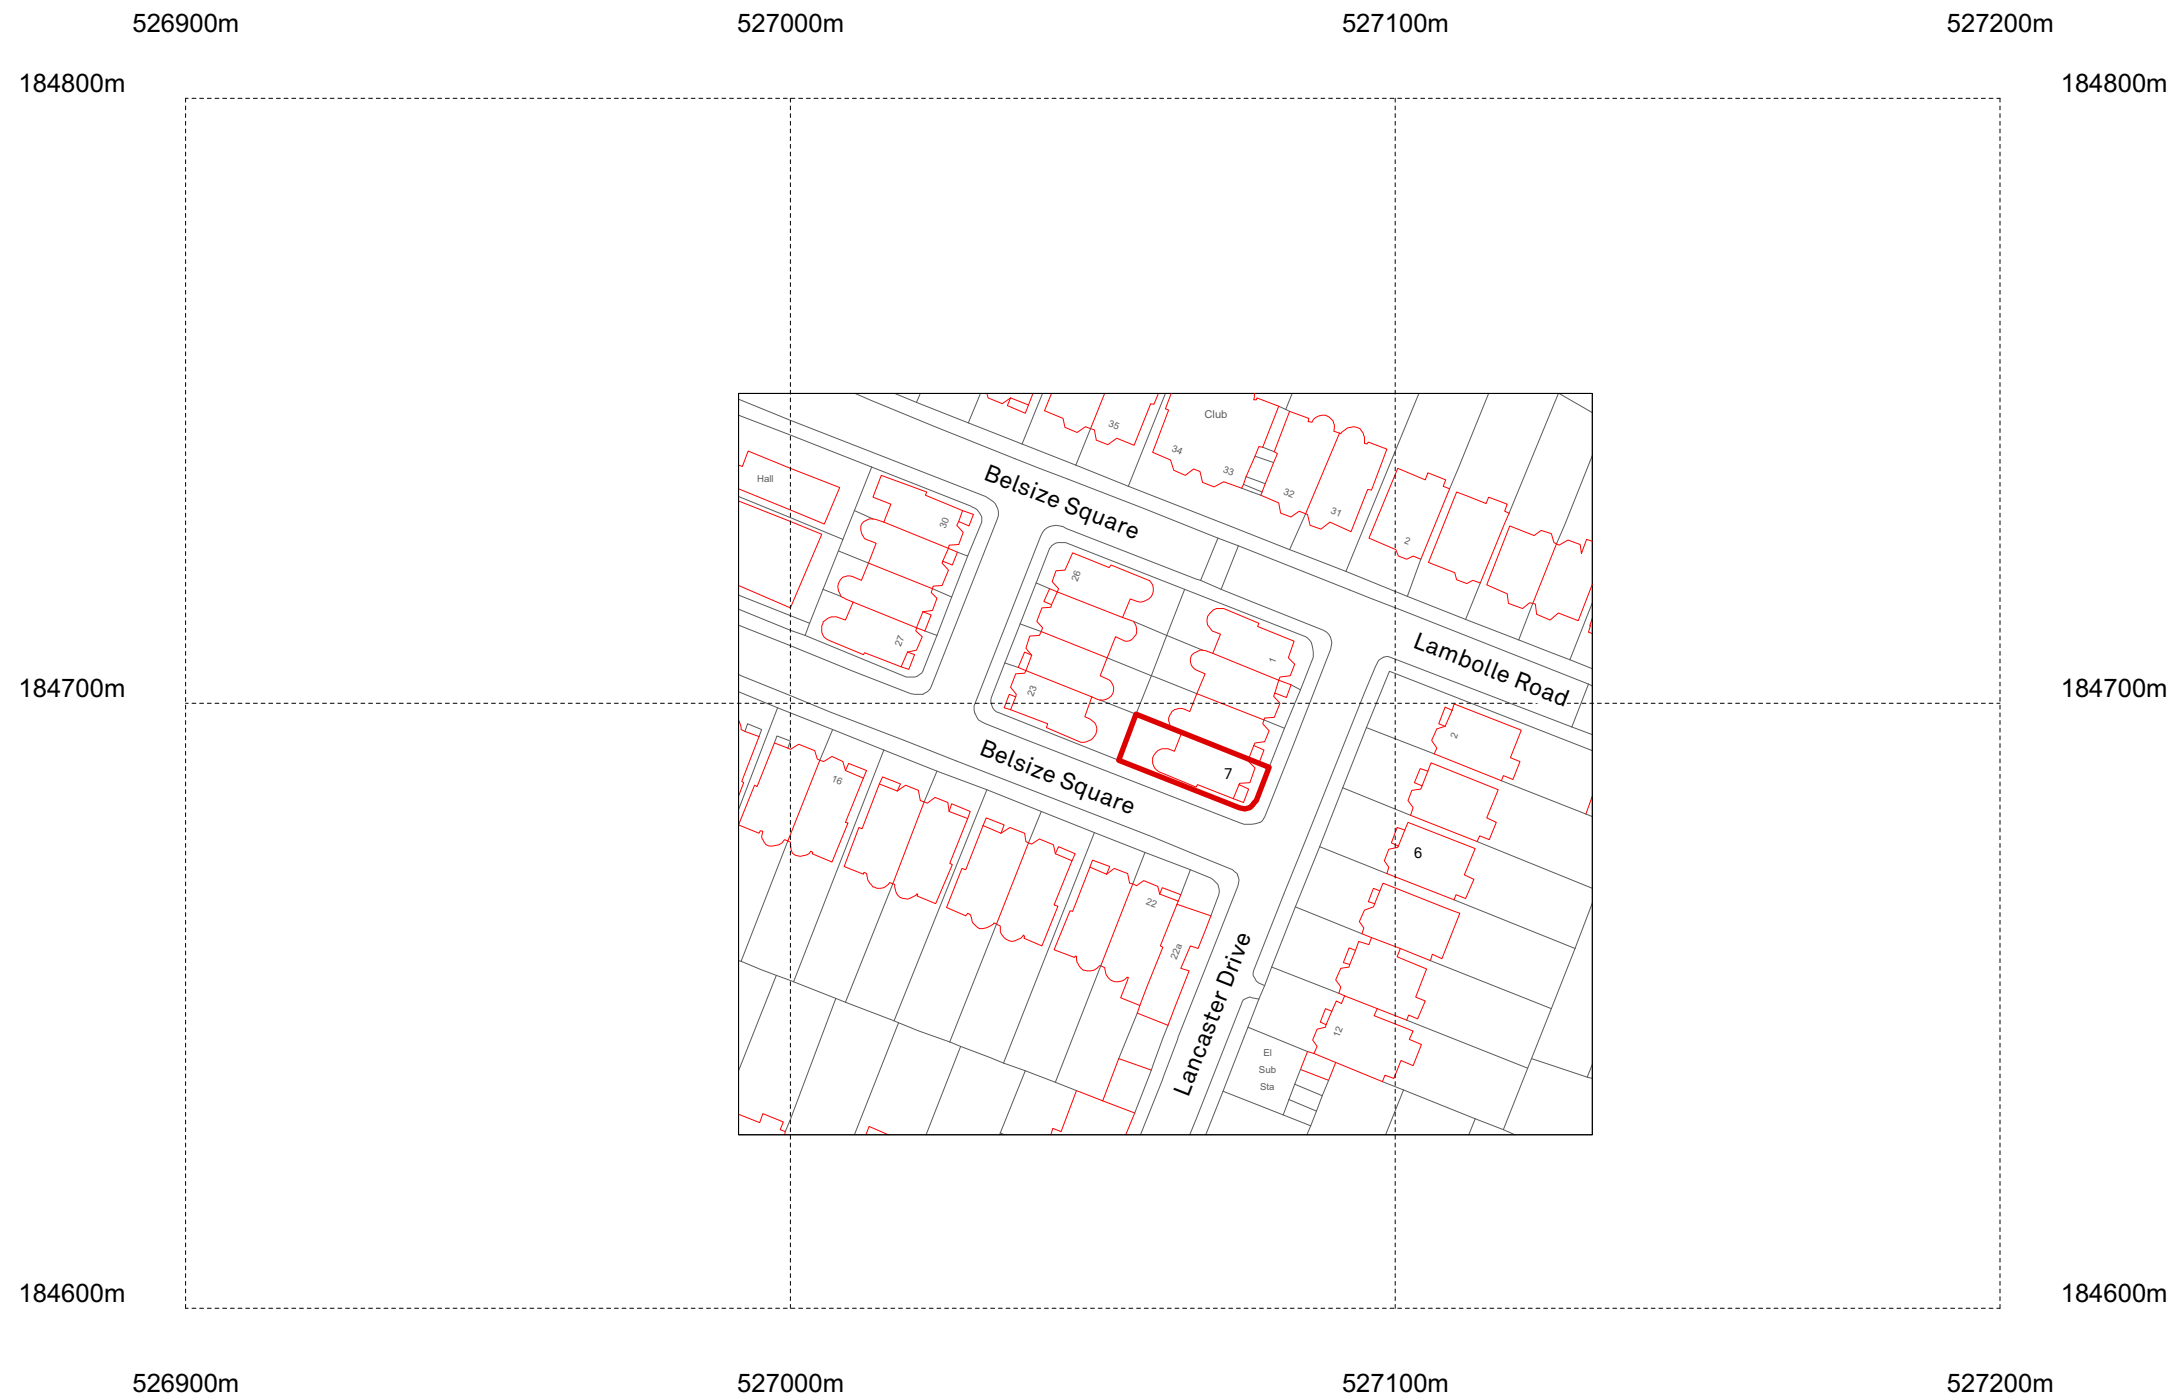 526900m
527000m
527100m
527200m
184800m
184800m
Club
35
34
33
32
31
2
Hall
Belsize Square
30
26
27
23
1
Lambolle Road
184700m
184700m
2
Belsize Square
7
16
6
22
22a
Lancaster Drive
12
El
Sub
Sta
184600m
184600m
526900m
527000m
527100m
527200m